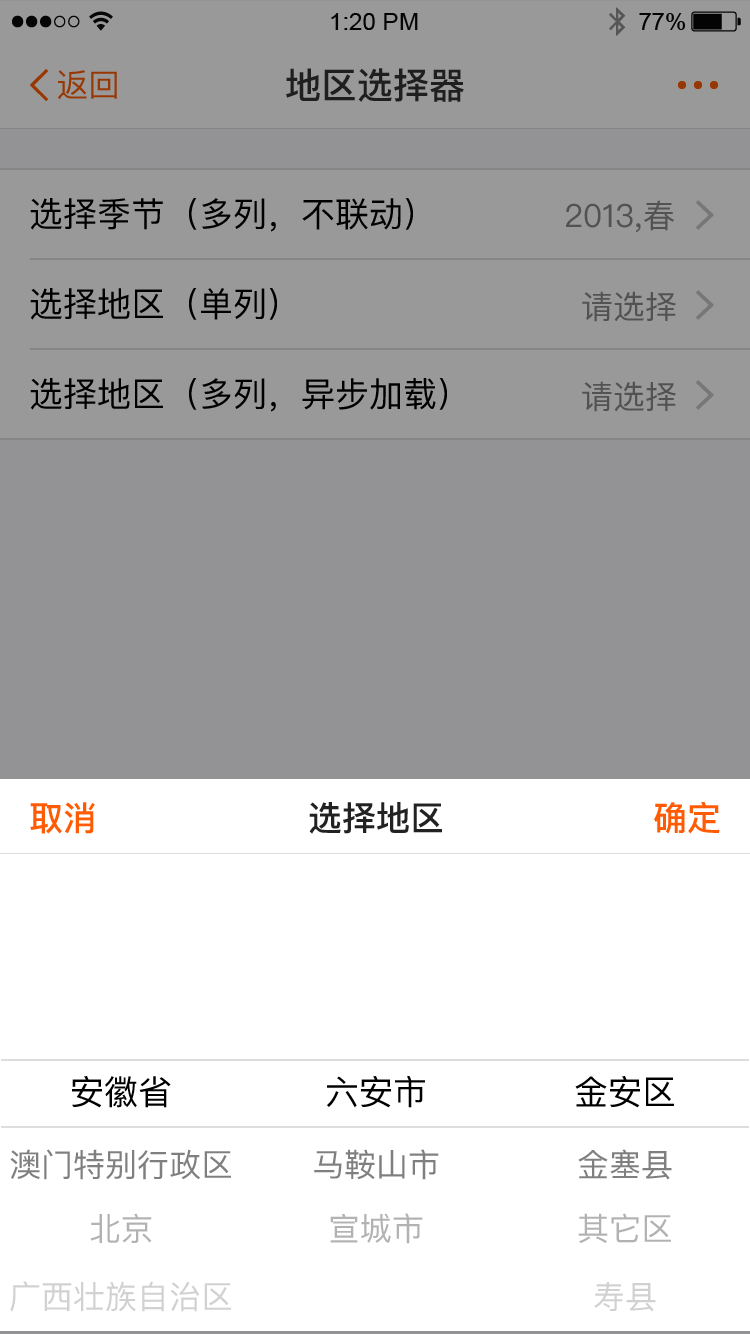 1:20 PM 77%
返回 地区选择器
选择季节（多列，不联动） 2013,春
选择地区（单列） 请选择
选择地区（多列，异步加载） 请选择
取消 选择地区 确定
安徽省 六安市 金安区
澳门特别行政区 马鞍山市 金塞县
北京 宣城市 其它区
广西壮族自治区 寿县